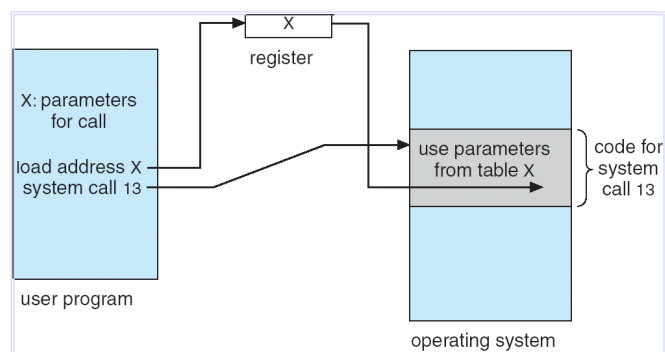 X
register
X: parameters
for call
load address X
system call 13
user program
use parameters
from table X
code for
system
call 13
operating system